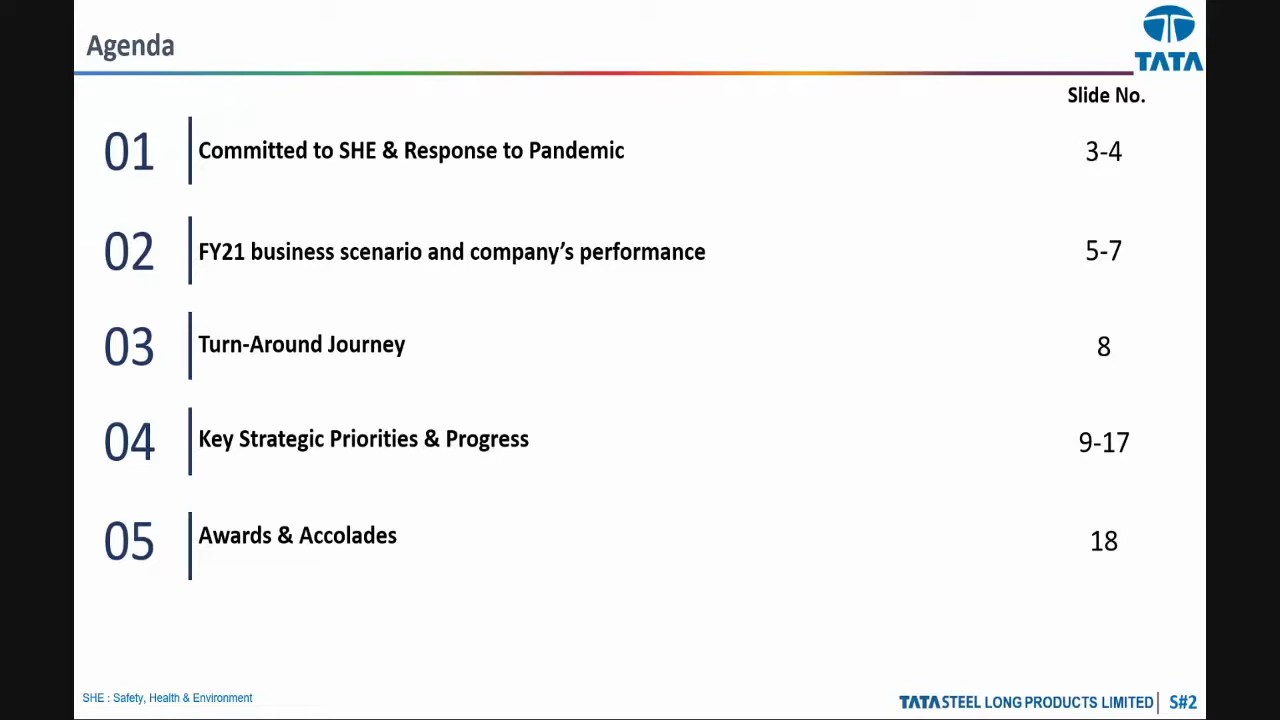 Agenda
TATA
Slide No.
01 Committed to SHE & Response to Pandemic 3-4
02 FY21 business scenario and company’s performance 5-7
03 Turn-Around Journey 8
04 Key Strategic Priorities & Progress 9-17
05 Awards & Accolades 18
SHE : Safety, Health & Environment
TATA STEEL LONG PRODUCTS LIMITED S#2